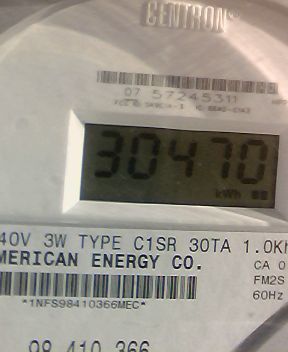 CENTRON®
07 57245311
30470
kWh
40V 3W TYPE C1SR 30TA 1.0Kh
MERICAN ENERGY CO.
CA 0
FM2S
60Hz
*1NFS98410366MEC*
98 410 366